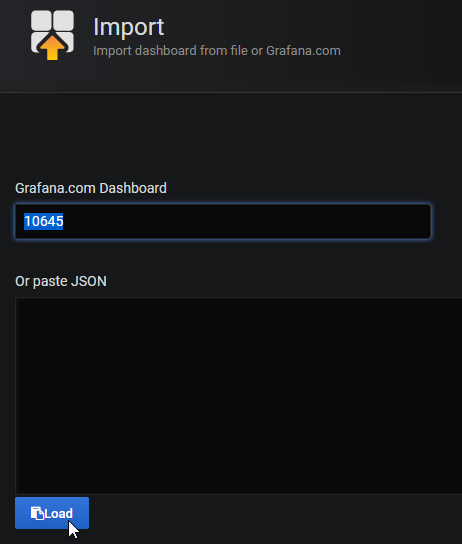 Import
Import dashboard from file or Grafana.com
Grafana.com Dashboard
10645
Or paste JSON
Load